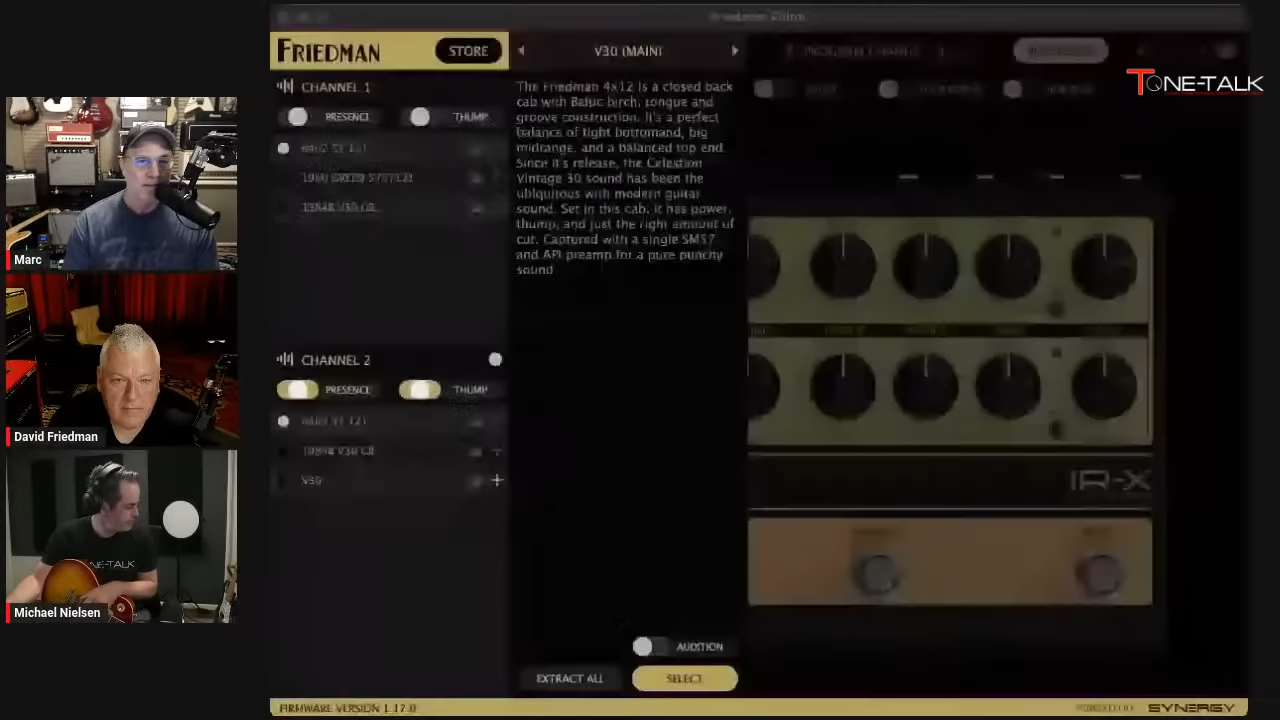 FRIEDMAN
STORE
V30 (MAIN)
TONE-TALK
CHANNEL 1
PRESENCE
THUMP
The Friedman 4x12 is a closed back
cab with Baltic birch, tongue and
groove construction. It's a perfect
balance of tight bottomand, big
midrange, and a balanced top end.
Since it's release, the Celestion
Vintage 30 sound has been the
ubiquitous with modern guitar
sound. Set in this cab, it has power,
thump, and just the right amount of
cut. Captured with a single SM57
and API preamp for a pure punchy
sound
Marc
CHANNEL 2
PRESENCE
THUMP
V30
David Friedman
NE-TALK
Michael Nielsen
IR-X
AUDITION
EXTRACT ALL
SELECT
FIRMWARE VERSION 1.17.0
POWERED BY
SYNERGY